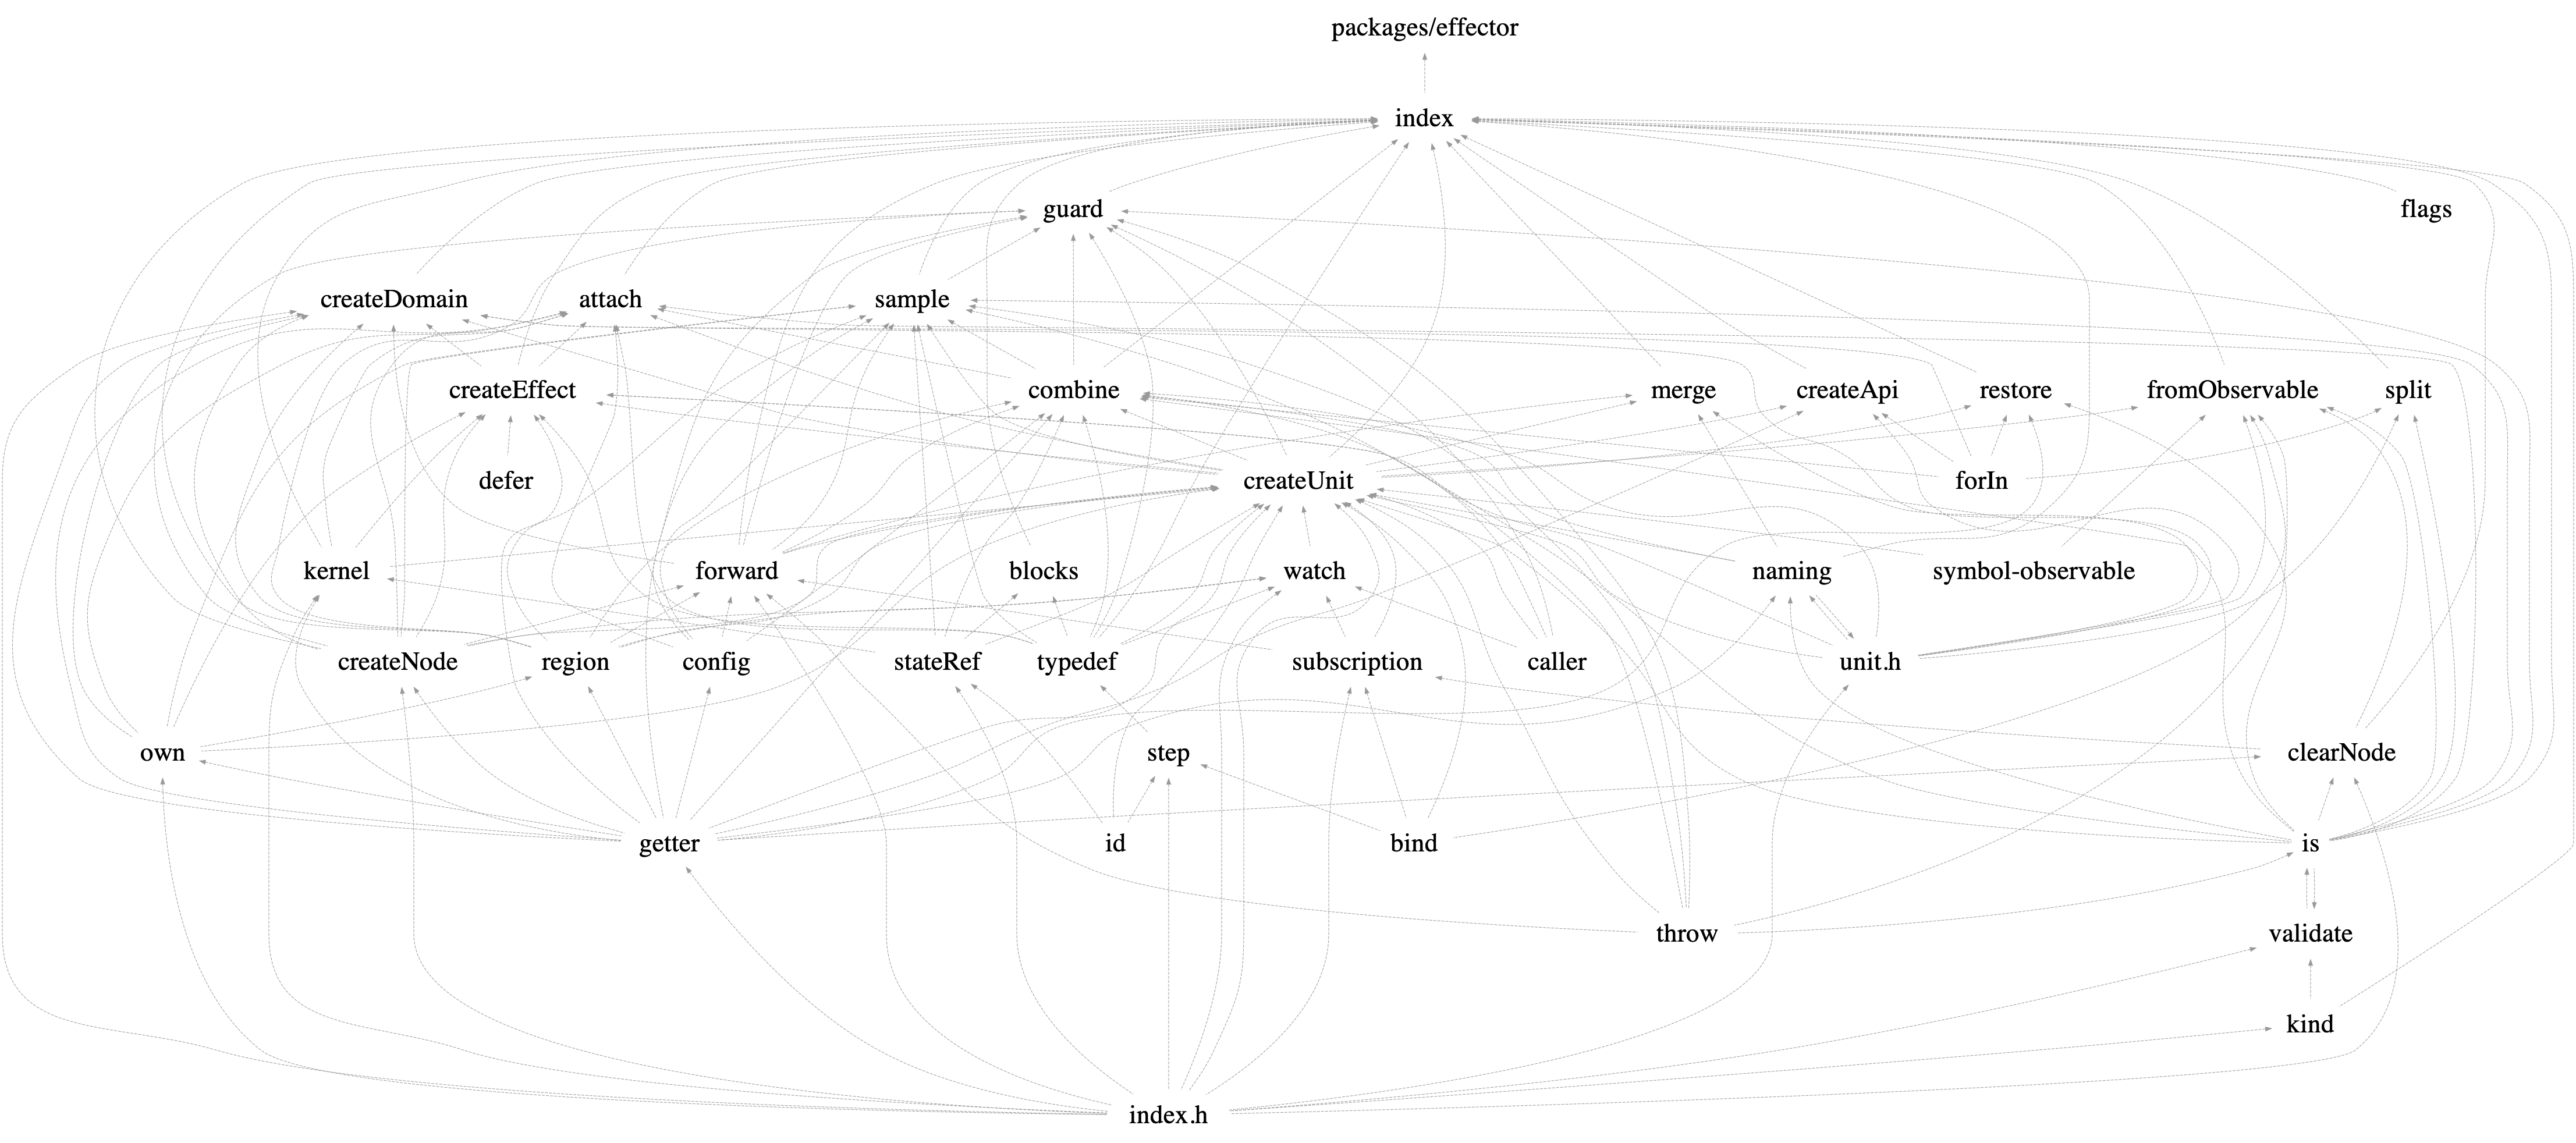 packages/effector
index
guard
flags
createDomain
attach
sample
createEffect
combine
merge
createApi
restore
fromObservable
split
defer
createUnit
forIn
kernel
forward
blocks
watch
naming
symbol-observable
createNode
region
config
stateRef
typedef
subscription
caller
unit.h
own
step
clearNode
getter
id
bind
is
throw
validate
kind
index.h